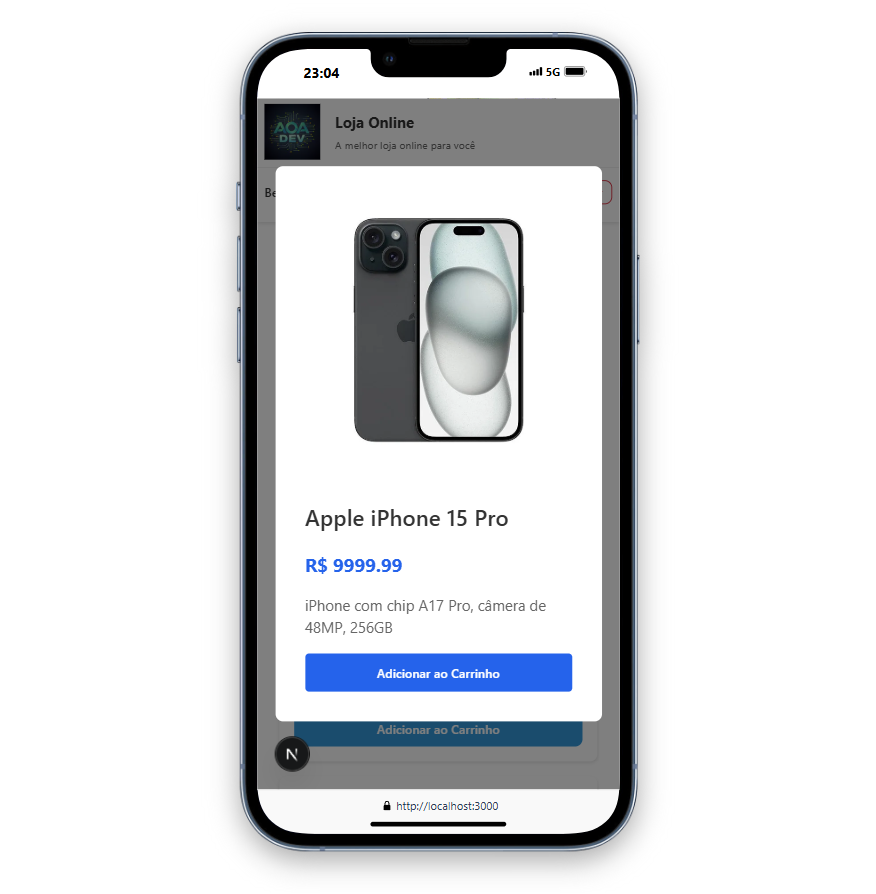 23:04
5G
AOA
DEV
Loja Online
A melhor loja online para você
Apple iPhone 15 Pro
R$ 9999.99
iPhone com chip A17 Pro, câmera de
48MP, 256GB
Adicionar ao Carrinho
Adicionar ao Carrinho
N
http://localhost:3000